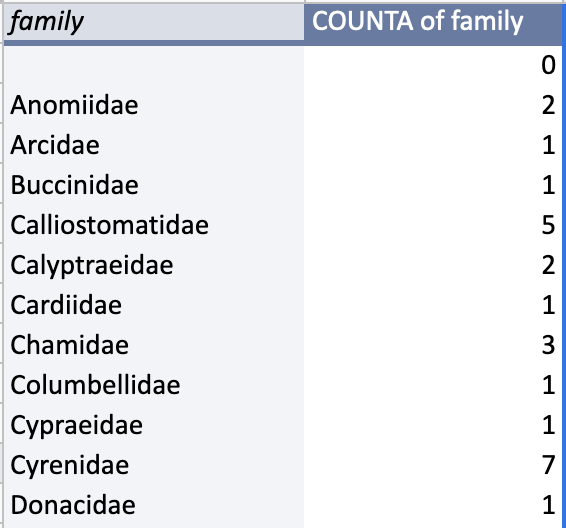 family COUNTA of family
0
Anomiidae 2
Arcidae 1
Buccinidae 1
Calliostomatidae 5
Calyptraeidae 2
Cardiidae 1
Chamidae 3
Columbellidae 1
Cypraeidae 1
Cyrenidae 7
Donacidae 1